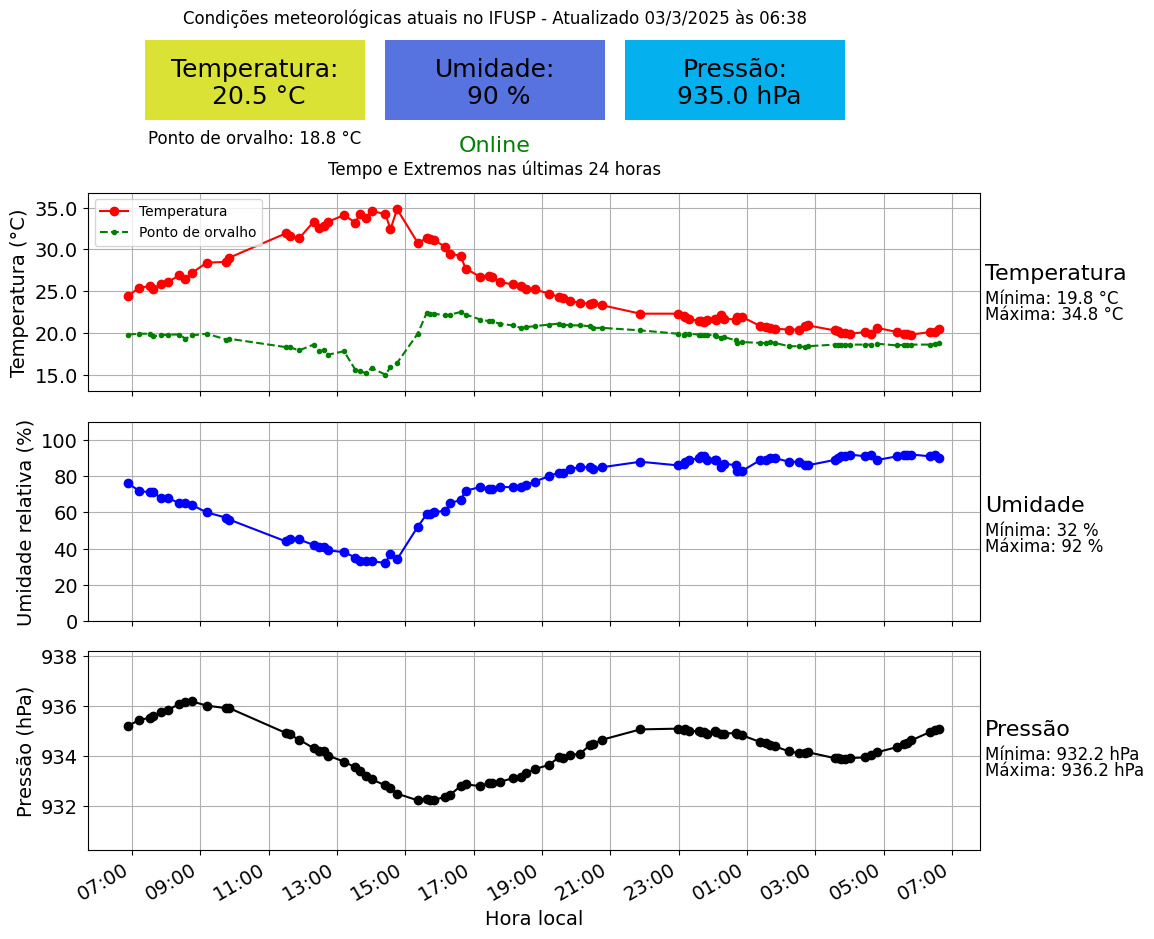 Condições meteorológicas atuais no IFUSP - Atualizado 03/3/2025 às 06:38
Temperatura:
20.5 °C
Umidade:
90 %
Pressão:
935.0 hPa
Ponto de orvalho: 18.8 °C
Online
Tempo e Extremos nas últimas 24 horas
Temperatura (°C)
35.0
30.0
25.0
20.0
15.0
Temperatura
Ponto de orvalho
Temperatura
Mínima: 19.8 °C
Máxima: 34.8 °C
Umidade relativa (%)
100
80
60
40
20
0
Umidade
Mínima: 32 %
Máxima: 92 %
Pressão (hPa)
938
936
934
932
Pressão
Mínima: 932.2 hPa
Máxima: 936.2 hPa
07:00 09:00 11:00 13:00 15:00 17:00 19:00 21:00 23:00 01:00 03:00 05:00 07:00
Hora local